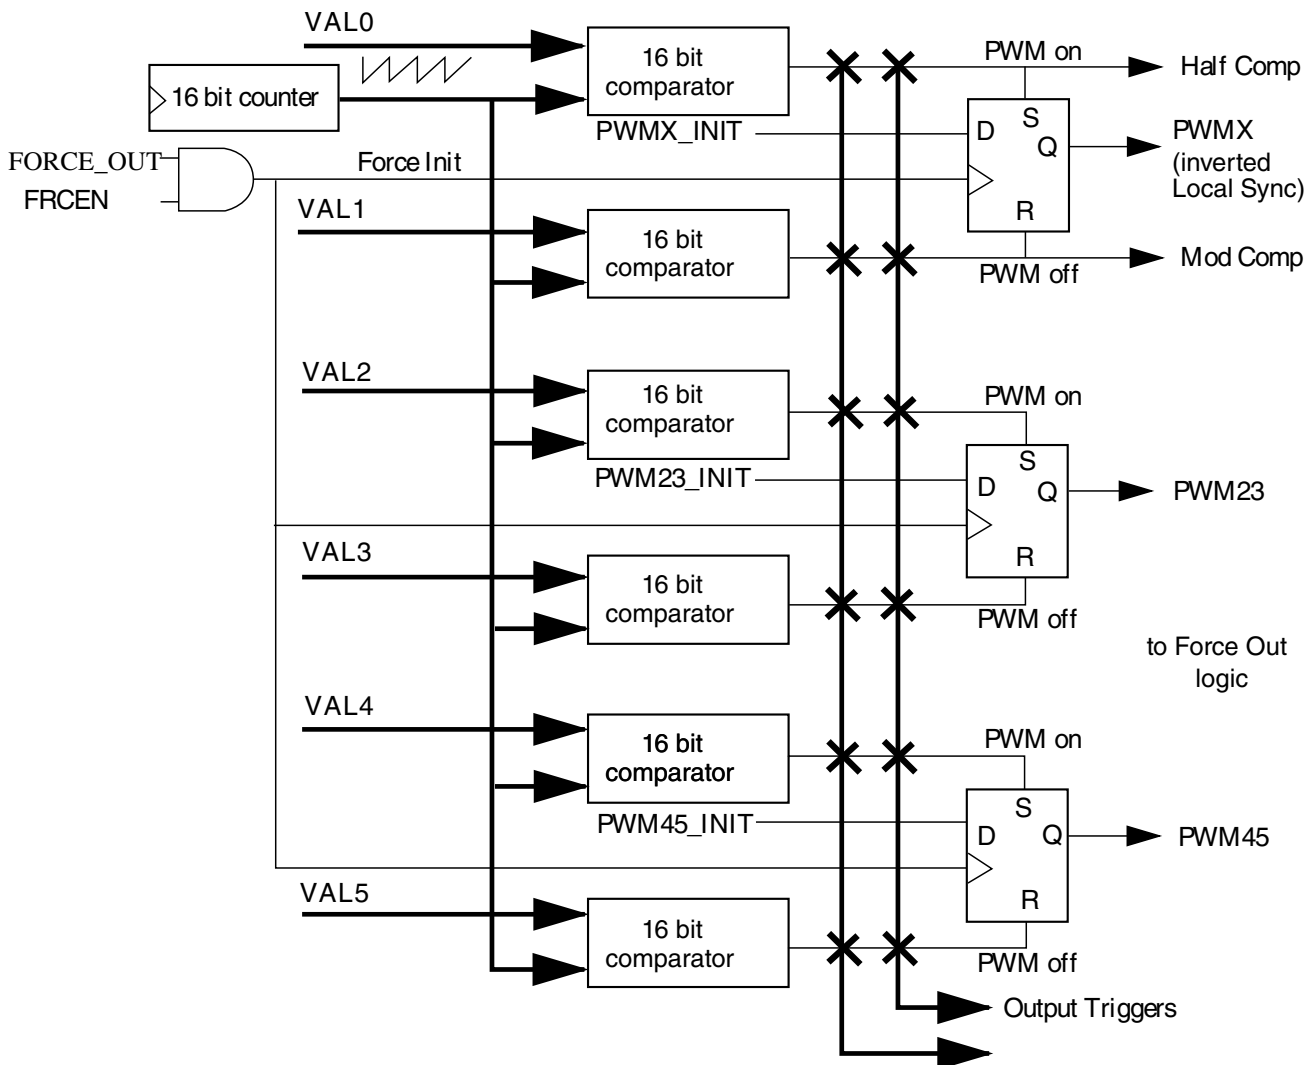 VAL0
16 bit
comparator
PWM on
Half Comp
16 bit counter
PWMX_INIT
D
S
Q
R
PWMX
(inverted
Local Sync)
FORCE_OUT
FRCEN
Force Init
VAL1
16 bit
comparator
PWM off
Mod Comp
VAL2
16 bit
comparator
PWM on
PWM23_INIT
D
S
Q
R
PWM23
VAL3
16 bit
comparator
PWM off
to Force Out
logic
VAL4
16 bit
comparator
PWM on
PWM45_INIT
D
S
Q
R
PWM45
VAL5
16 bit
comparator
PWM off
Output Triggers